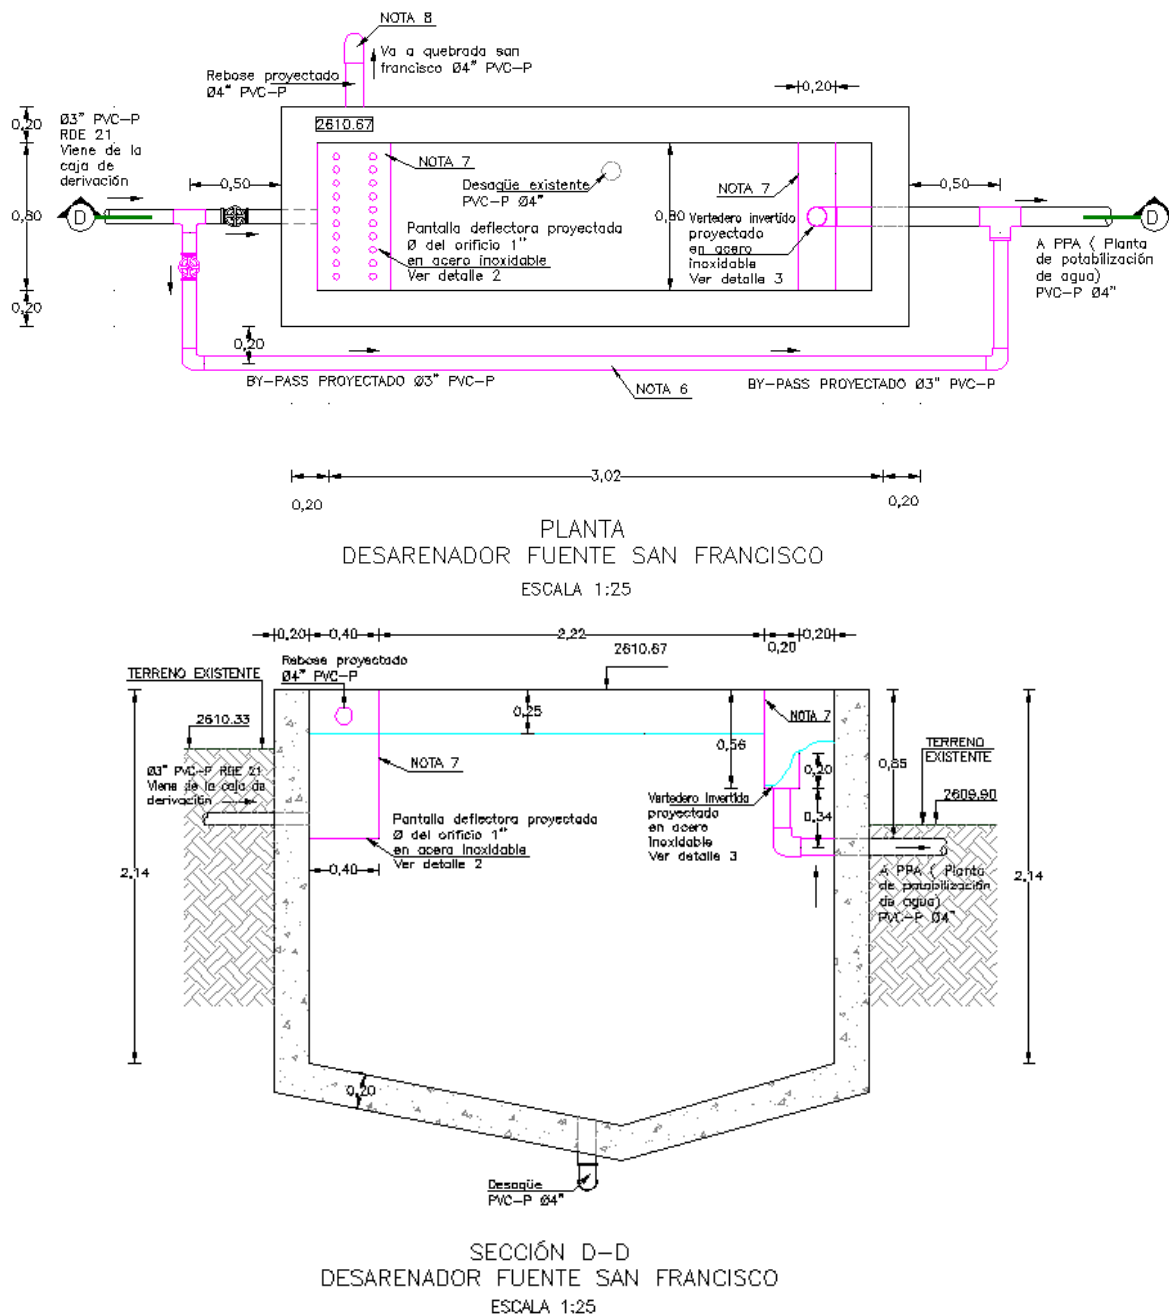 NOTA 8
Va a quebrada san
francisco Ø4" PVC-P
Rebose proyectado
Ø4" PVC-P
0,20
0,20
Ø3" PVC-P
RDE 21
Viene de la
caja de
derivación
2610.67
NOTA 7
0,50
Desagüe existente
PVC-P Ø4"
NOTA 7
0,50
D
0,80
0,80
D
Pantalla deflectora proyectada
Ø del orificio 1"
en acero inoxidable
Ver detalle 2
Vertedero invertido
proyectado
en acero
inoxidable
Ver detalle 3
A PPA ( Planta
de potabilización
de agua)
PVC-P Ø4"
0,20
0,20
BY-PASS PROYECTADO Ø3" PVC-P
NOTA 6
BY-PASS PROYECTADO Ø3" PVC-P
3,02
0,20
0,20
PLANTA
DESARENADOR FUENTE SAN FRANCISCO
ESCALA 1:25
0,20
0,40
2,22
0,20
0,20
2610.67
Rebose proyectado
Ø4" PVC-P
TERRENO EXISTENTE
2610.33
0,25
NOTA 7
0,56
TERRENO
EXISTENTE
0,85
NOTA 7
0,20
Ø3" PVC-P RDE 21
Viene de la caja de
derivación
2609.90
Pantalla deflectora proyectada
Ø del orificio 1"
en acero inoxidable
Ver detalle 2
Vertedero invertido
proyectado
en acero
inoxidable
Ver detalle 3
0,34
0,40
2,14
A PPA ( Planta
de potabilización
de agua)
PVC-P Ø4"
2,14
0,20
Desagüe
PVC-P Ø4"
SECCIÓN D-D
DESARENADOR FUENTE SAN FRANCISCO
ESCALA 1:25